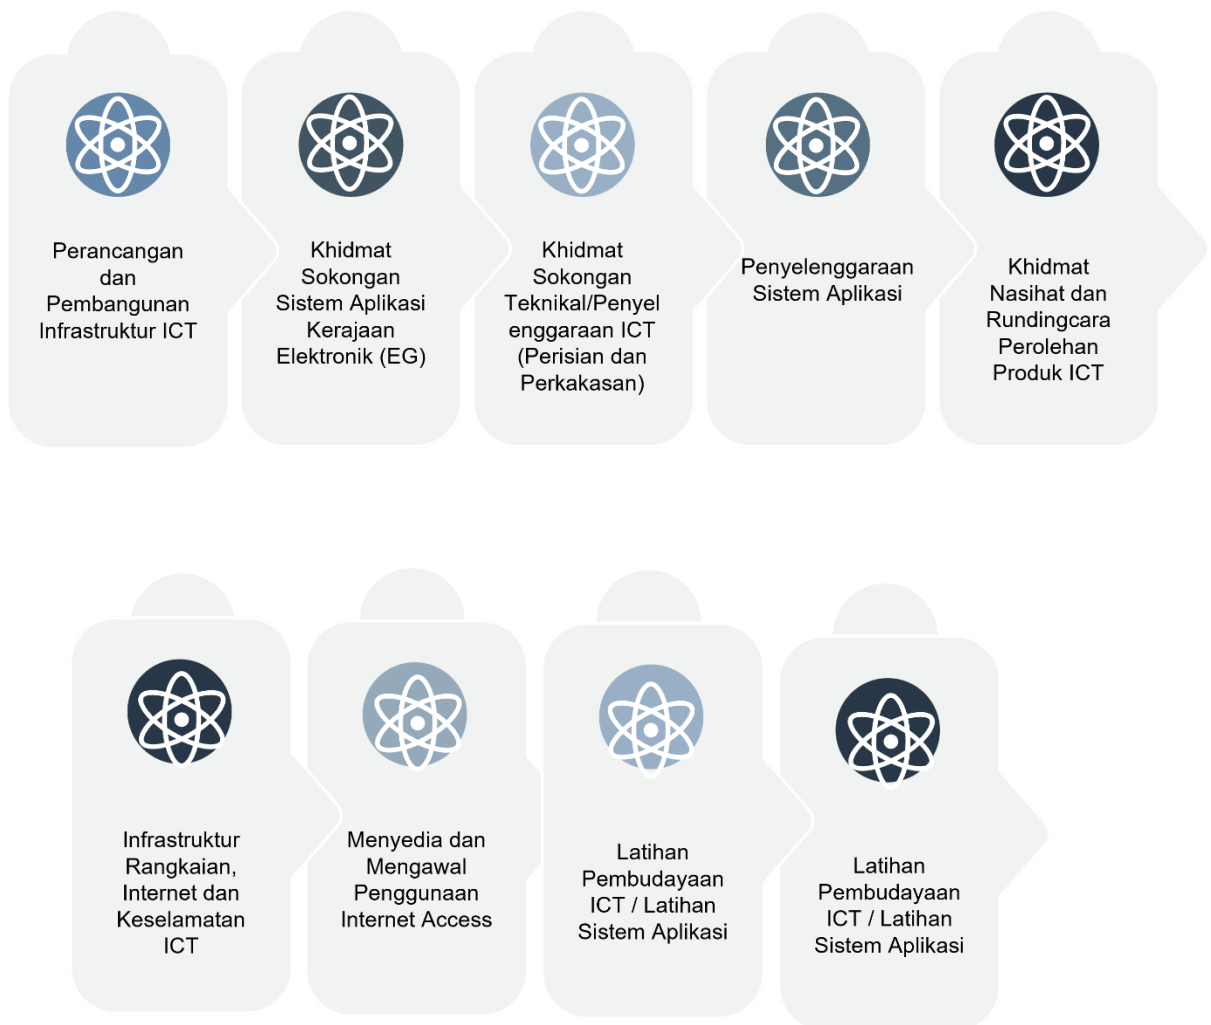 Perancangan
dan
Pembangunan
Infrastruktur ICT
Khidmat
Sokongan
Sistem Aplikasi
Kerajaan
Elektronik (EG)
Khidmat
Sokongan
Teknikal/Penyel
enggaraan ICT
(Perisian dan
Perkakasan)
Penyelenggaraan
Sistem Aplikasi
Khidmat
Nasihat dan
Rundingcara
Perolehan
Produk ICT
Infrastruktur
Rangkaian,
Internet dan
Keselamatan
ICT
Menyedia dan
Mengawal
Penggunaan
Internet Access
Latihan
Pembudayaan
ICT / Latihan
Sistem Aplikasi
Latihan
Pembudayaan
ICT / Latihan
Sistem Aplikasi